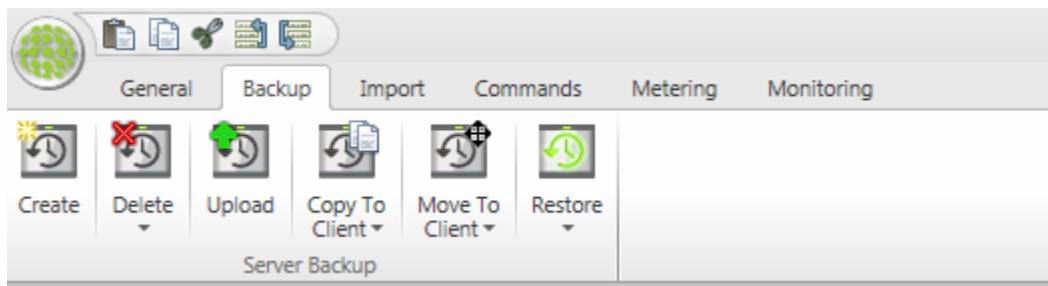 General Backup Import Commands Metering Monitoring
Create Delete Upload Copy To Move To Restore
Client Client
Server Backup